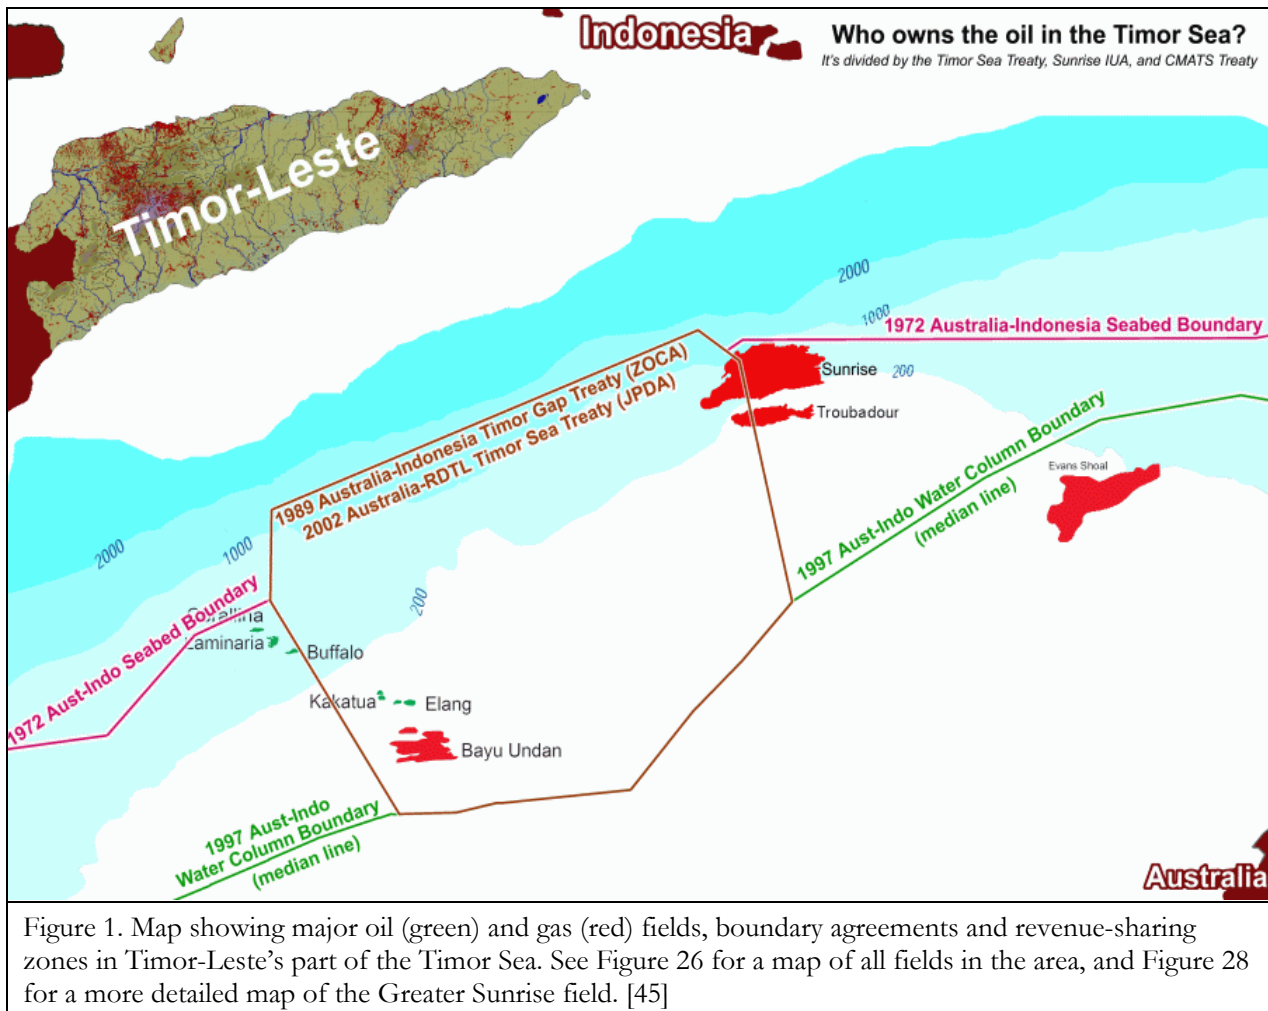 Indonesia
Who owns the oil in the Timor Sea?
It's divided by the Timor Sea Treaty, Sunrise IUA, and CMATS Treaty
Timor-Leste
2000
1000
1972 Australia-Indonesia Seabed Boundary
Sunrise
200
Troubadour
1989 Australia-Indonesia Timor Gap Treaty (ZOCA)
2002 Australia-RDTL Timor Sea Treaty (JPDA)
1997 Aust-Indo Water Column Boundary
(median line)
Evans Shoal
2000
1000
200
1972 Aust-Indo Seabed Boundary
Corallina
Laminaria
Buffalo
Kakatua
Elang
Bayu Undan
1997 Aust-Indo
Water Column Boundary
(median line)
Australia
Figure 1. Map showing major oil (green) and gas (red) fields, boundary agreements and revenue-sharing
zones in Timor-Leste's part of the Timor Sea. See Figure 26 for a map of all fields in the area, and Figure 28
for a more detailed map of the Greater Sunrise field. [45]